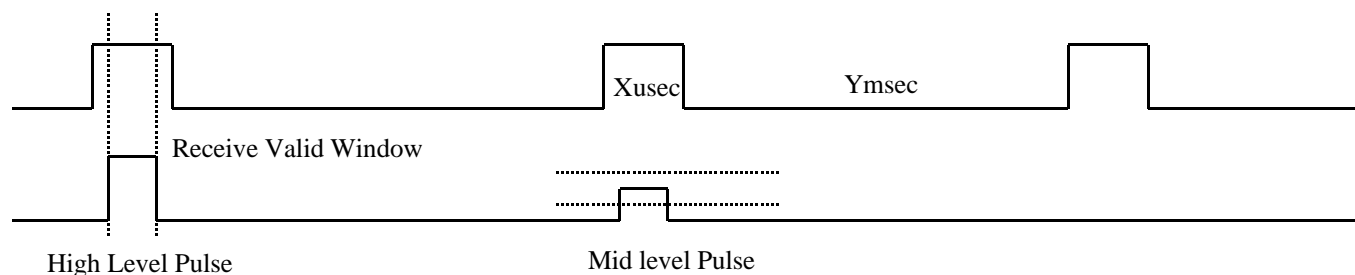 Xusec
Ymsec
Receive Valid Window
High Level Pulse
Mid level Pulse